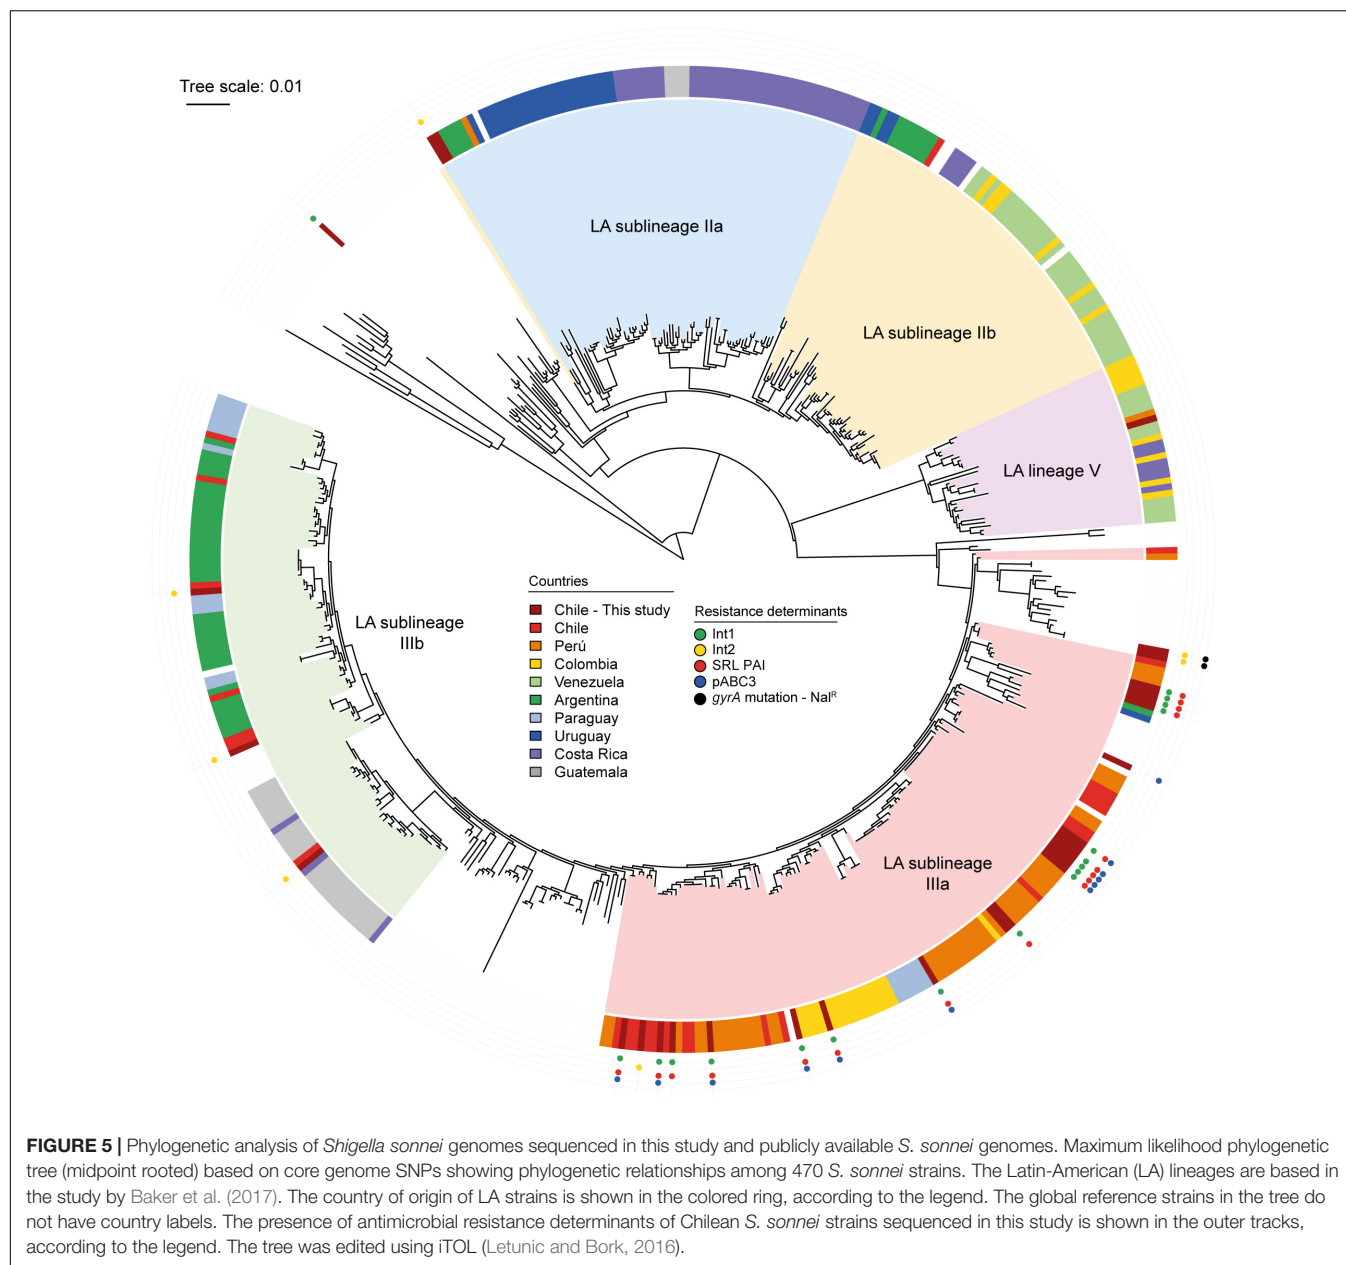 Tree scale: 0.01
LA sublineage IIa
LA sublineage IIb
LA lineage V
LA sublineage
IIIb
Countries
Chile - This study
Chile
Perú
Colombia
Venezuela
Argentina
Paraguay
Uruguay
Costa Rica
Guatemala
Resistance determinants
Int1
Int2
SRL PAI
pABC3
gyrA mutation - Nalᴿ
LA sublineage
IIIa
FIGURE 5 | Phylogenetic analysis of Shigella sonnei genomes sequenced in this study and publicly available S. sonnei genomes. Maximum likelihood phylogenetic
tree (midpoint rooted) based on core genome SNPs showing phylogenetic relationships among 470 S. sonnei strains. The Latin-American (LA) lineages are based in
the study by Baker et al. (2017). The country of origin of LA strains is shown in the colored ring, according to the legend. The global reference strains in the tree do
not have country labels. The presence of antimicrobial resistance determinants of Chilean S. sonnei strains sequenced in this study is shown in the outer tracks,
according to the legend. The tree was edited using iTOL (Letunic and Bork, 2016).